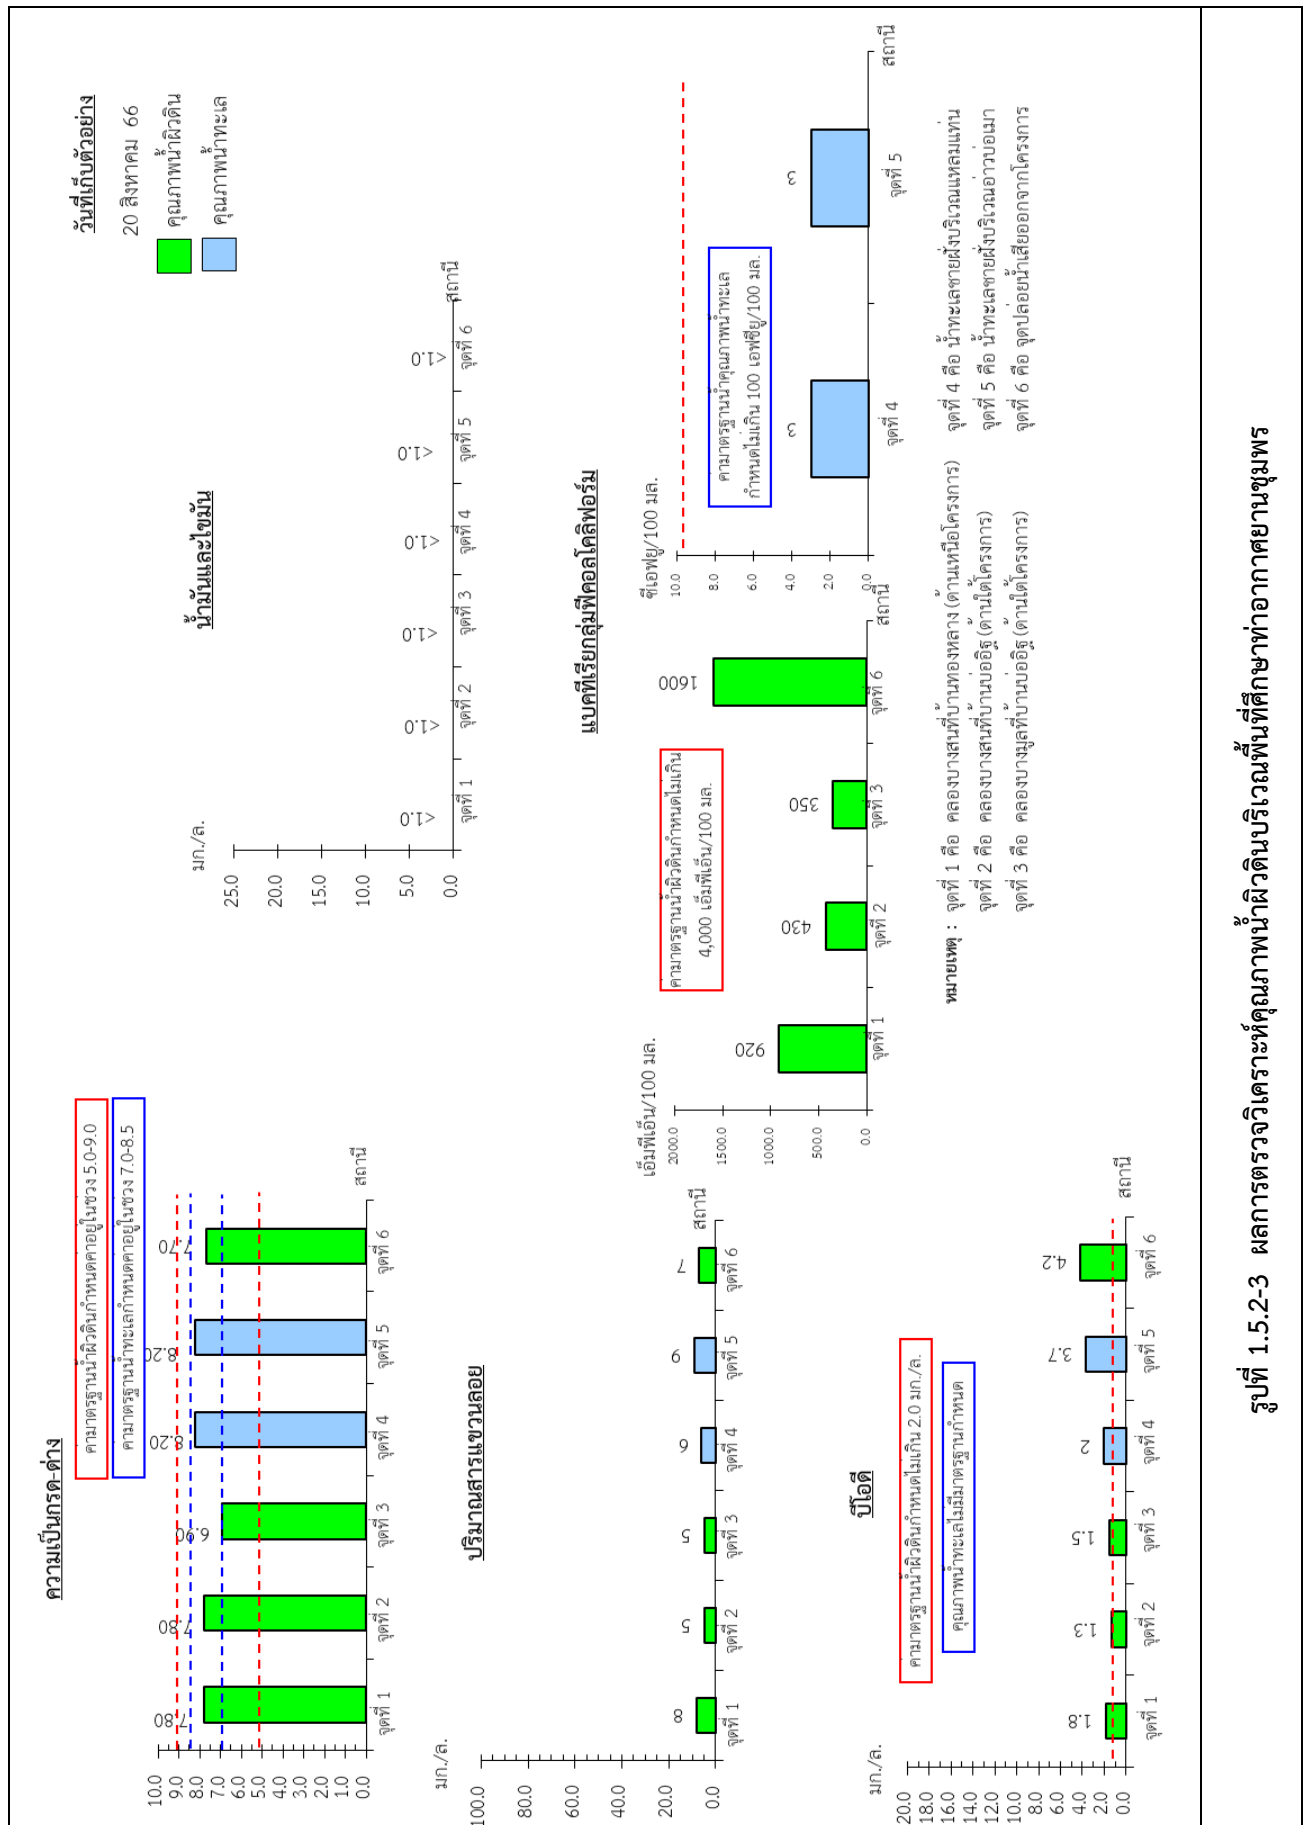 วันที่เก็บตัวอย่าง
20 สิงหาคม 66
คุณภาพน้ำผิวดิน
คุณภาพน้ำทะเล
ความเป็นกรด-ด่าง
ค่ามาตรฐานน้ำผิวดินกำหนดค่าอยู่ในช่วง 5.0-9.0
ค่ามาตรฐานน้ำทะเลกำหนดค่าอยู่ในช่วง 7.0-8.5
10.0
9.0
8.0
7.0
6.0
5.0
4.0
3.0
2.0
1.0
0.0
7.80 7.80 6.90 8.20 8.20 7.70
จุดที่ 1 จุดที่ 2 จุดที่ 3 จุดที่ 4 จุดที่ 5 จุดที่ 6
สถานี
น้ำมันและไขมัน
มก./ล.
25.0
20.0
15.0
10.0
5.0
0.0
<1.0 <1.0 <1.0 <1.0 <1.0 <1.0
จุดที่ 1 จุดที่ 2 จุดที่ 3 จุดที่ 4 จุดที่ 5 จุดที่ 6
สถานี
ปริมาณสารแขวนลอย
มก./ล.
100.0
80.0
60.0
40.0
20.0
0.0
8 5 5 6 9 7
จุดที่ 1 จุดที่ 2 จุดที่ 3 จุดที่ 4 จุดที่ 5 จุดที่ 6
สถานี
แบคทีเรียกลุ่มฟีคอลโคลิฟอร์ม
เอ็มพีเอ็น/100 มล.
ค่ามาตรฐานน้ำผิวดินกำหนดไม่เกิน
4,000 เอ็มพีเอ็น/100 มล.
2000.0
1500.0
1000.0
500.0
0.0
920 430 350 1600
จุดที่ 1 จุดที่ 2 จุดที่ 3 จุดที่ 6
สถานี
ซีเอฟยู/100 มล.
ค่ามาตรฐานน้ำคุณภาพน้ำทะเล
กำหนดไม่เกิน 100 เอฟซียู/100 มล.
10.0
8.0
6.0
4.0
2.0
0.0
3 3
จุดที่ 4 จุดที่ 5
สถานี
บีโอดี
มก./ล.
ค่ามาตรฐานน้ำผิวดินกำหนดไม่เกิน 2.0 มก./ล.
คุณภาพน้ำทะเลไม่มีมาตรฐานกำหนด
20.0
18.0
16.0
14.0
12.0
10.0
8.0
6.0
4.0
2.0
0.0
1.8 1.3 1.5 2 3.7 4.2
จุดที่ 1 จุดที่ 2 จุดที่ 3 จุดที่ 4 จุดที่ 5 จุดที่ 6
สถานี
หมายเหตุ : จุดที่ 1 คือ คลองบางสนที่บ้านทองหลาง (ด้านเหนือโครงการ) จุดที่ 4 คือ น้ำทะเลชายฝั่งบริเวณแหลมแท่น
จุดที่ 2 คือ คลองบางสนที่บ้านบ่ออิฐ (ด้านใต้โครงการ) จุดที่ 5 คือ น้ำทะเลชายฝั่งบริเวณอ่าวบ่อเมา
จุดที่ 3 คือ คลองบางมูลที่บ้านบ่ออิฐ (ด้านใต้โครงการ) จุดที่ 6 คือ จุดปล่อยน้ำเสียออกจากโครงการ
รูปที่ 1.5.2-3 ผลการตรวจวิเคราะห์คุณภาพน้ำผิวดินบริเวณพื้นที่ศึกษาท่าอากาศยานชุมพร